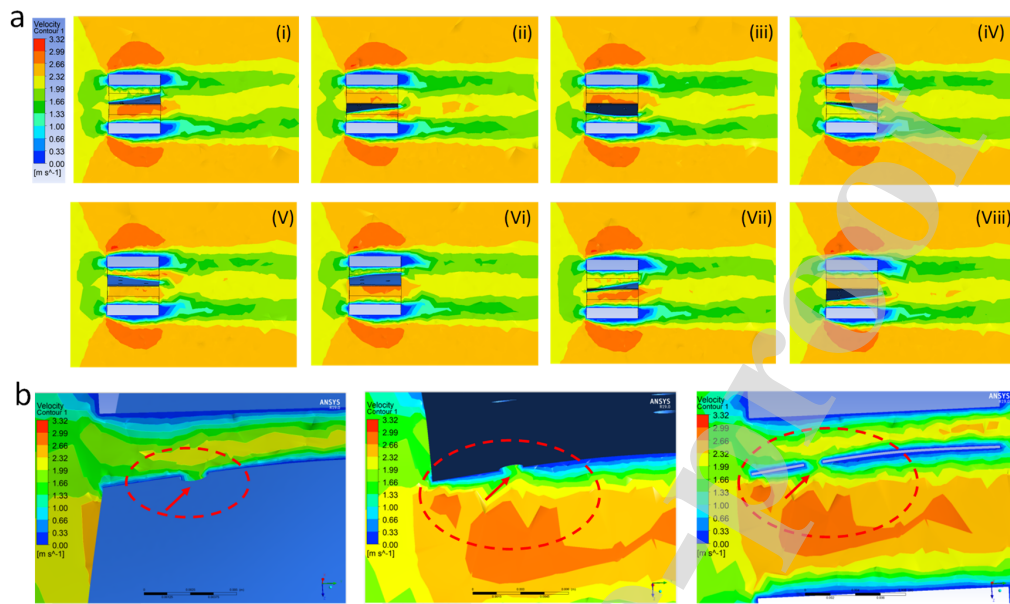 a
Velocity
Contour 1
3.32
2.99
2.66
2.32
1.99
1.66
1.33
1.00
0.66
0.33
0.00
[m s^-1]
(i)
(ii)
(iii)
(iV)
(V)
(Vi)
(Vii)
(Viii)
b
Velocity
Contour 1
3.32
2.99
2.66
2.32
1.99
1.66
1.33
1.00
0.66
0.33
0.00
[m s^-1]
ANSYS
Velocity
Contour 1
3.32
2.99
2.66
2.32
1.99
1.66
1.33
1.00
0.66
0.33
0.00
[m s^-1]
ANSYS
Velocity
Contour 1
3.32
2.99
2.66
2.32
1.99
1.66
1.33
1.00
0.66
0.33
0.00
[m s^-1]
ANSYS